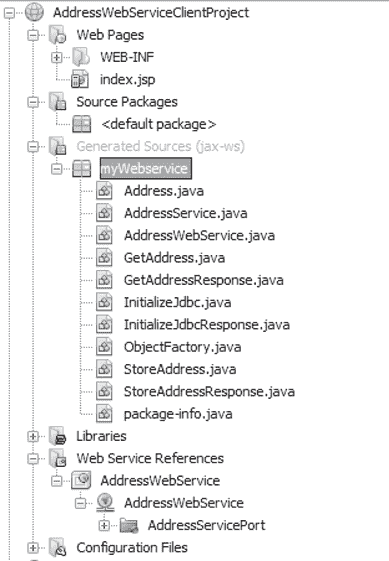 AddressWebServiceClientProject
Web Pages
WEB-INF
index.jsp
Source Packages
<default package>
Generated Sources (jax-ws)
myWebservice
Address.java
AddressService.java
AddressWebService.java
GetAddress.java
GetAddressResponse.java
InitializeJdbc.java
InitializeJdbcResponse.java
ObjectFactory.java
StoreAddress.java
StoreAddressResponse.java
package-info.java
Libraries
Web Service References
AddressWebService
AddressWebService
AddressServicePort
Configuration Files